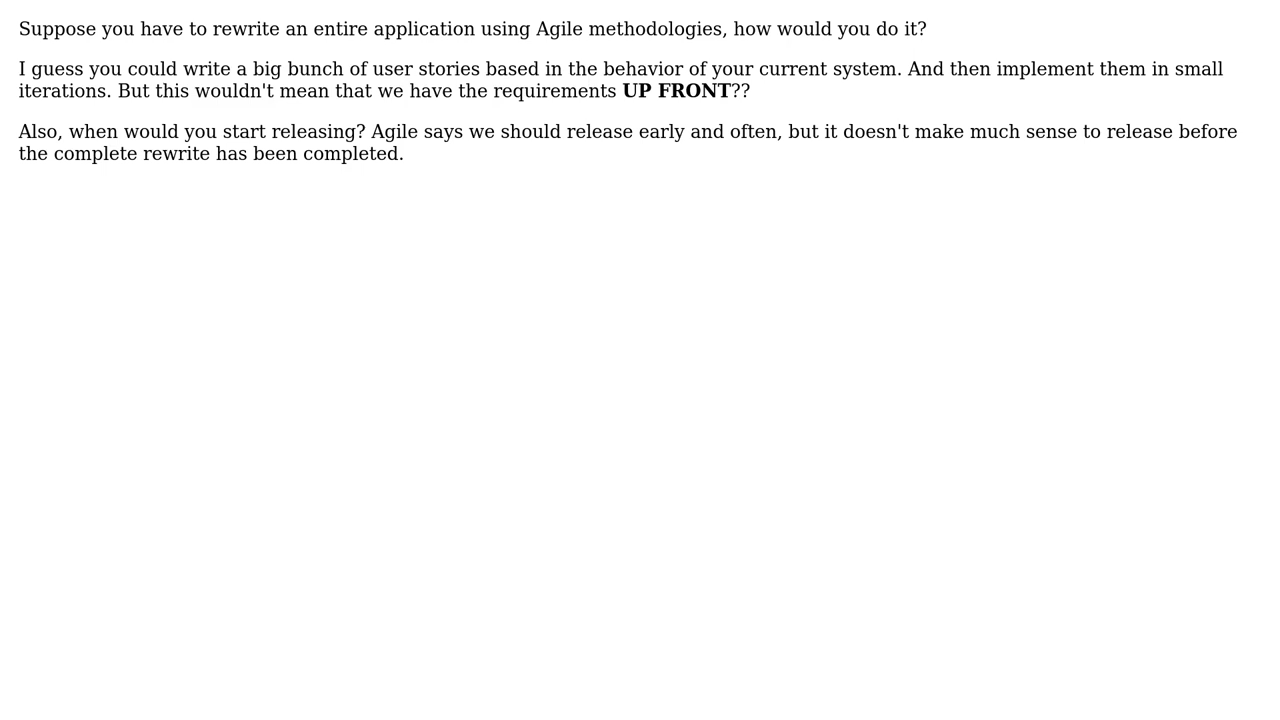 Suppose you have to rewrite an entire application using Agile methodologies, how would you do it?
I guess you could write a big bunch of user stories based in the behavior of your current system. And then implement them in small
iterations. But this wouldn't mean that we have the requirements UP FRONT??
Also, when would you start releasing? Agile says we should release early and often, but it doesn't make much sense to release before
the complete rewrite has been completed.